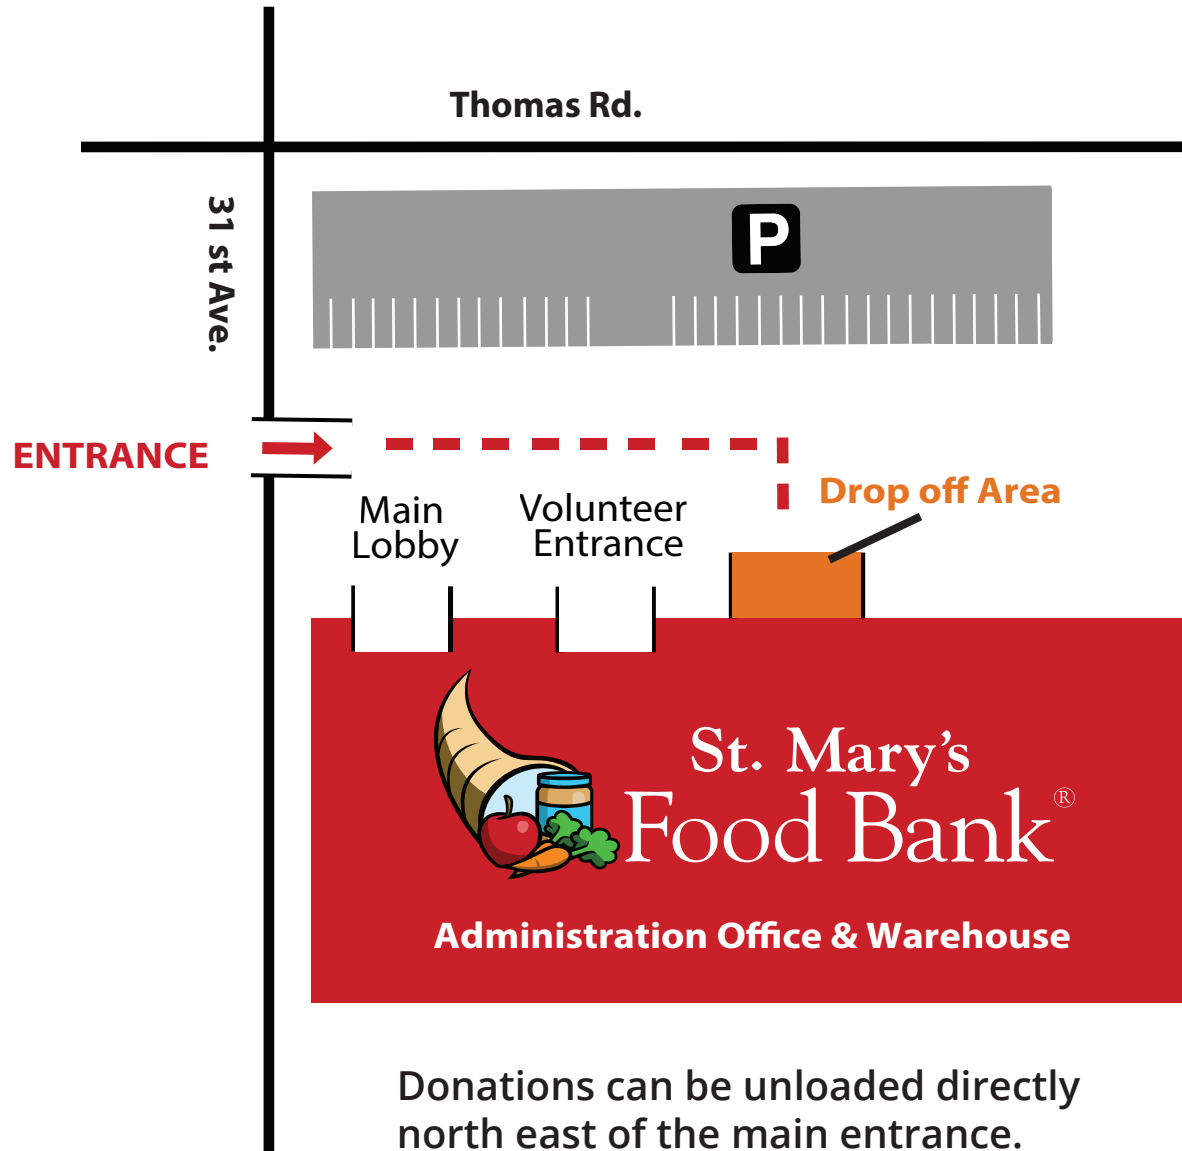 Thomas Rd.
31 st Ave.
P
ENTRANCE
Drop off Area
Main
Lobby
Volunteer
Entrance
St. Mary's
Food Bank®
Administration Office & Warehouse
Donations can be unloaded directly
north east of the main entrance.